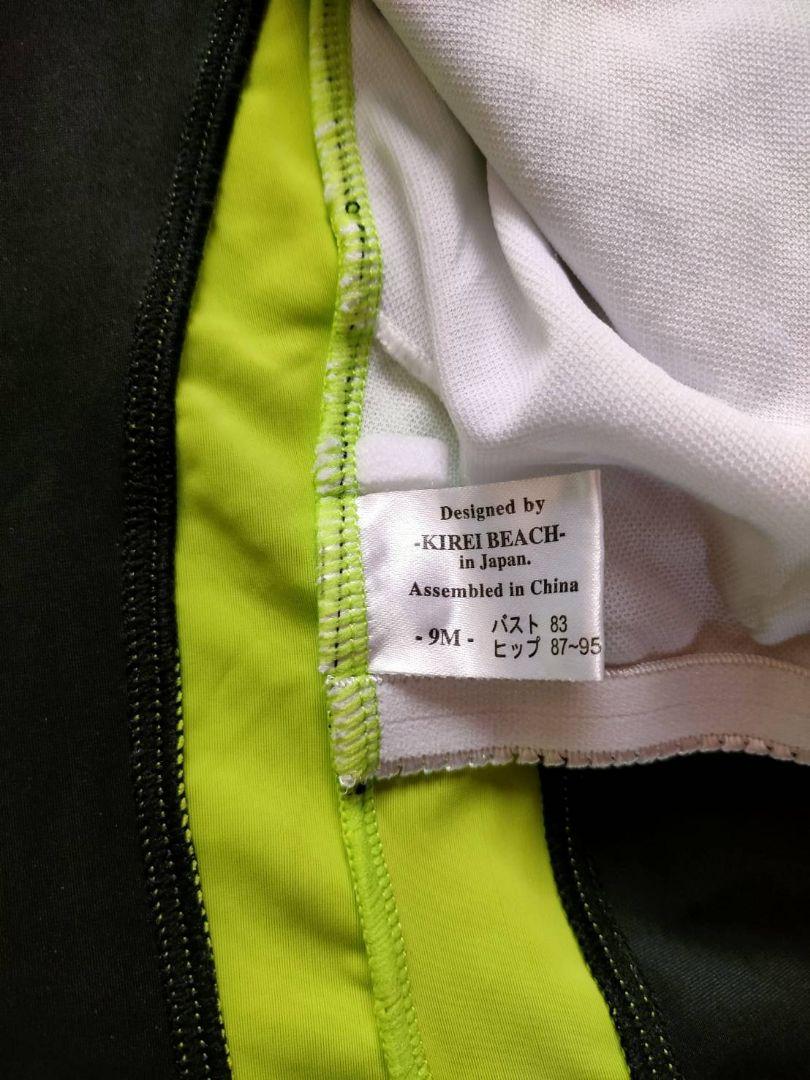 Designed by
-KIREI BEACH-
in Japan.
Assembled in China
- 9M - バスト 83
ヒップ 87~95